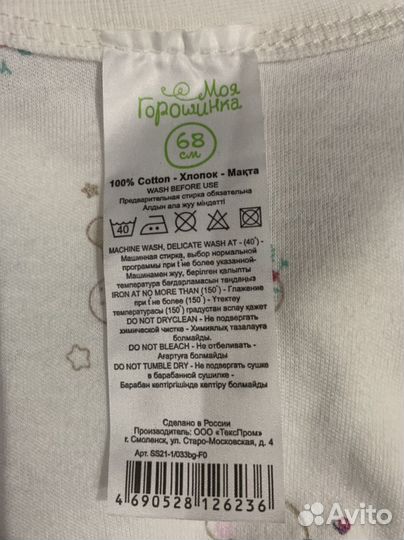 Моя
Горошинка
68
см
100% Cotton - Хлопок - Мақта
WASH BEFORE USE
Предварительная стирка обязательна
Алдын ала жуу міндетті
40
MACHINE WASH, DELICATE WASH AT - (40°) -
Машинная стирка, выбор нормальной
программы при t не более указанной-
Машинамен жуу, берілген қалыпты
температура бағдарламасын таңдаңыз
IRON AT NO MORE THAN (150°) - Глажение
при t не более (150°) - Үтектеу
температурасы (150) градустан аспау қажет
DO NOT DRYCLEAN - Не подвергать
химической чистке - Химиялық тазалауға
болмайды.
DO NOT BLEACH - Не отбеливать -
Ағартуға болмайды
DO NOT TUMBLE DRY - Не подвергать сушке
в барабанной сушилке -
Барабан кептіргішінде кептіру болмайды
Сделано в России
Производитель: ООО «ТексПром»
г. Смоленск, ул. Старо-Московская, д. 4
Арт. SS21-1/033bg-F0
4 690528 126236
Avito